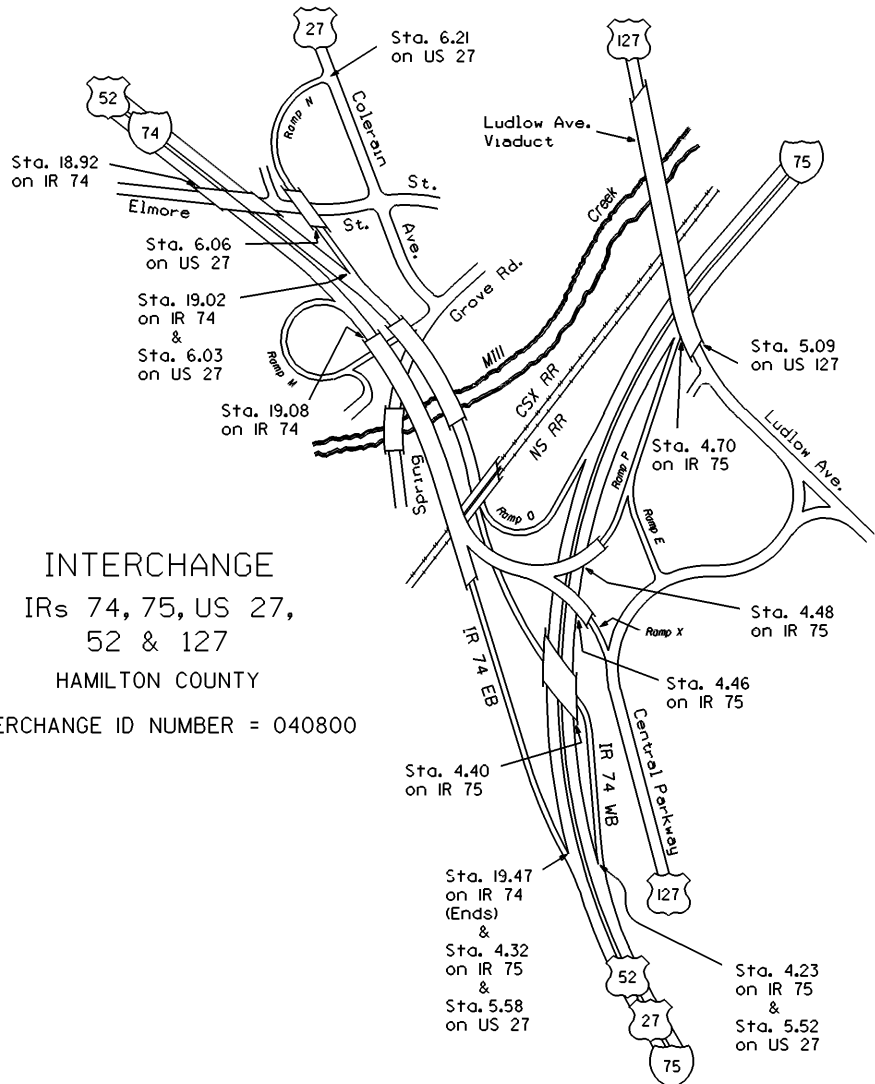 27
Sta. 6.21
on US 27
127
52
74
Ramp N
Colerain
Ludlow Ave.
Viaduct
75
Sta. 18.92
on IR 74
Elmore
St.
St.
Creek
Sta. 6.06
on US 27
Ave.
Grove Rd.
Sta. 19.02
on IR 74
&
Sta. 6.03
on US 27
Ramp M
Mill
CSX RR
NS RR
Sta. 5.09
on US 127
Sta. 19.08
on IR 74
Spring
Sta. 4.70
on IR 75
Ramp P
Ludlow Ave.
Ramp Q
Ramp E
INTERCHANGE
IRs 74, 75, US 27,
52 & 127
HAMILTON COUNTY
ERCHANGE ID NUMBER = 040800
Sta. 4.48
on IR 75
Ramp X
IR 74 EB
Sta. 4.46
on IR 75
Sta. 4.40
on IR 75
IR 74 WB
Central Parkway
Sta. 19.47
on IR 74
(Ends)
&
Sta. 4.32
on IR 75
&
Sta. 5.58
on US 27
127
52
Sta. 4.23
on IR 75
&
Sta. 5.52
on US 27
27
75